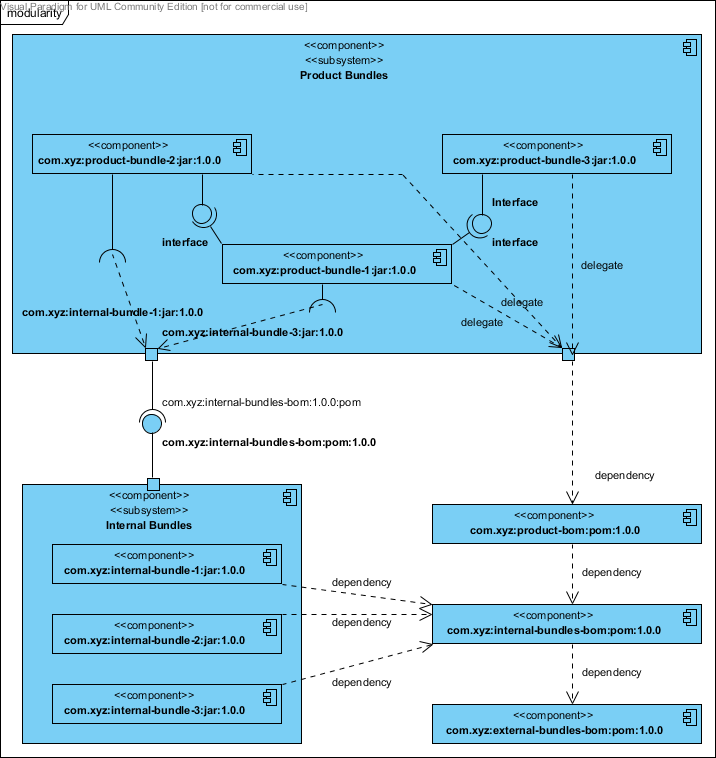 Visual Paradigm for UML Community Edition [not for commercial use]
modularity
<<component>>
<<subsystem>>
Product Bundles
<<component>>
com.xyz:product-bundle-2:jar:1.0.0
<<component>>
com.xyz:product-bundle-3:jar:1.0.0
Interface
interface
interface
<<component>>
com.xyz:product-bundle-1:jar:1.0.0
delegate
delegate
delegate
com.xyz:internal-bundle-1:jar:1.0.0
com.xyz:internal-bundle-3:jar:1.0.0
com.xyz:internal-bundles-bom:1.0.0:pom
com.xyz:internal-bundles-bom:pom:1.0.0
dependency
<<component>>
<<subsystem>>
Internal Bundles
<<component>>
com.xyz:product-bom:pom:1.0.0
<<component>>
com.xyz:internal-bundle-1:jar:1.0.0
dependency
dependency
<<component>>
com.xyz:internal-bundles-bom:pom:1.0.0
<<component>>
com.xyz:internal-bundle-2:jar:1.0.0
dependency
dependency
dependency
<<component>>
com.xyz:internal-bundle-3:jar:1.0.0
<<component>>
com.xyz:external-bundles-bom:pom:1.0.0